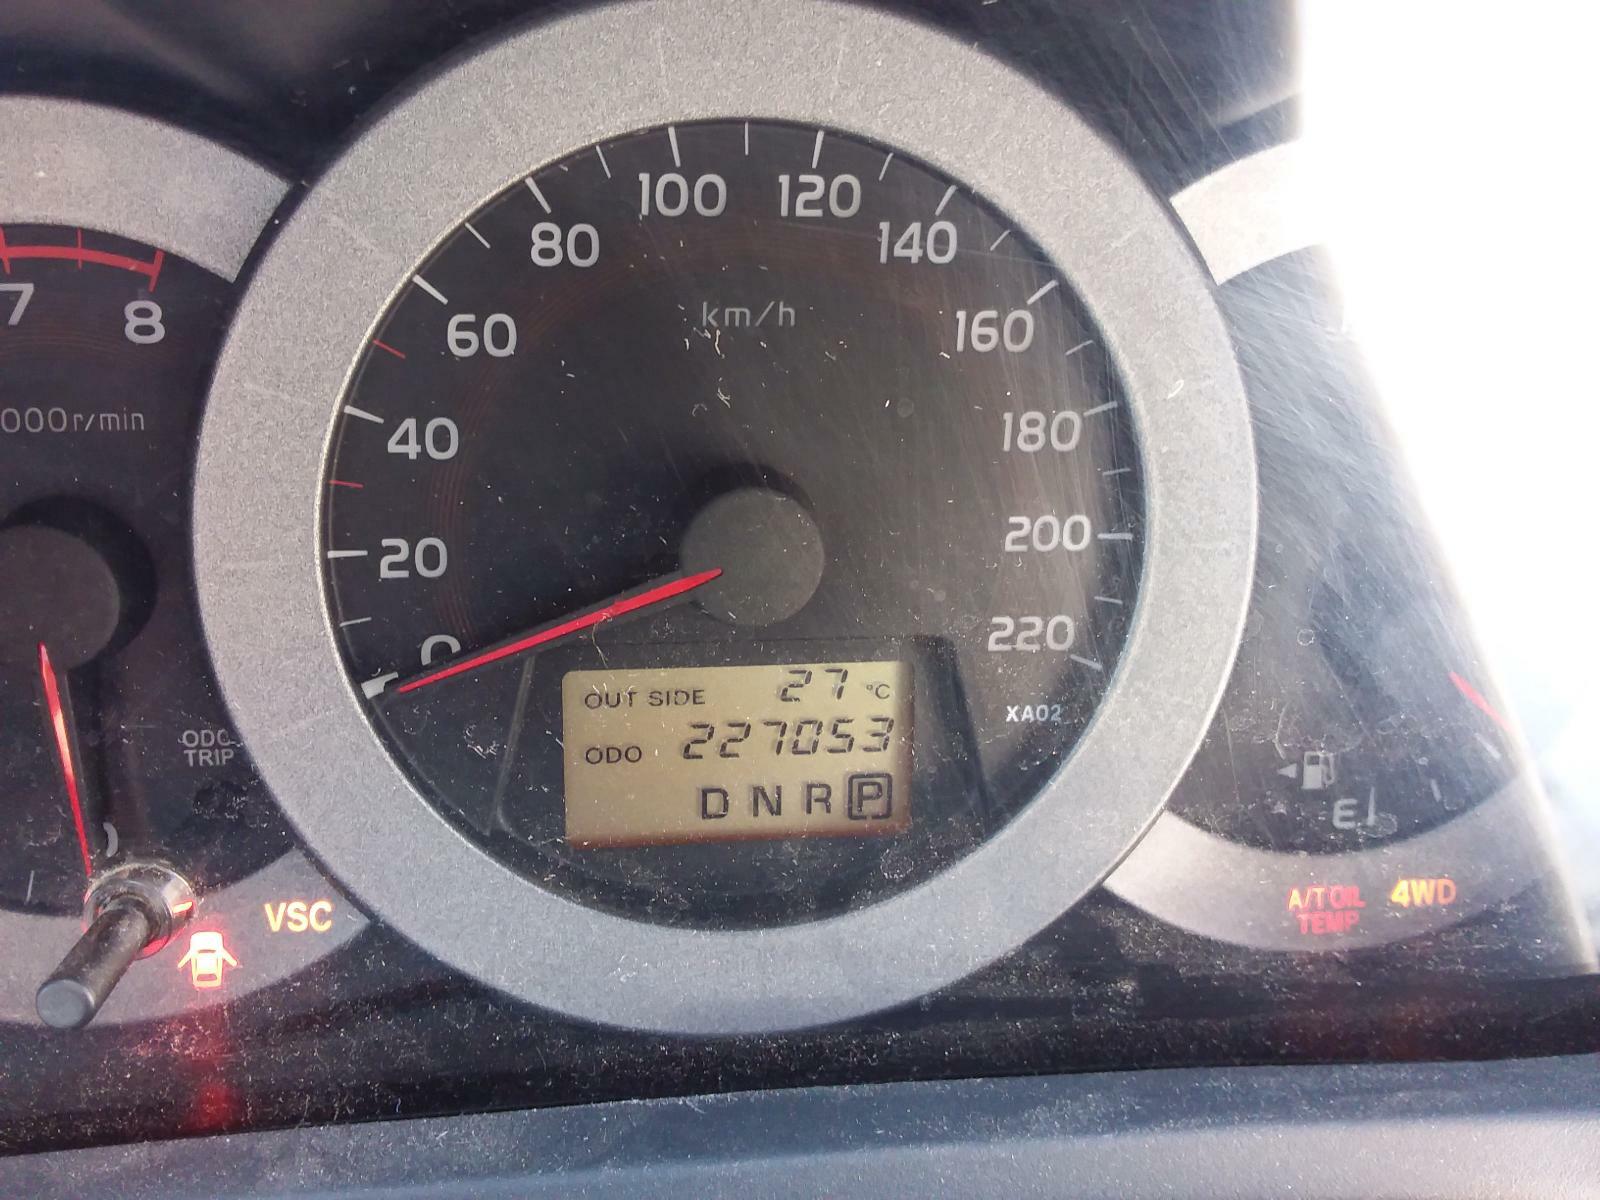 100 120
80 140
7 8
km/h
60 160
000r/min
40 180
20 200
0 220
OUT SIDE 27 °C
XA02
ODO 227053
ODO
TRIP
D N R P
0
E
VSC
A/T OIL
TEMP
4WD